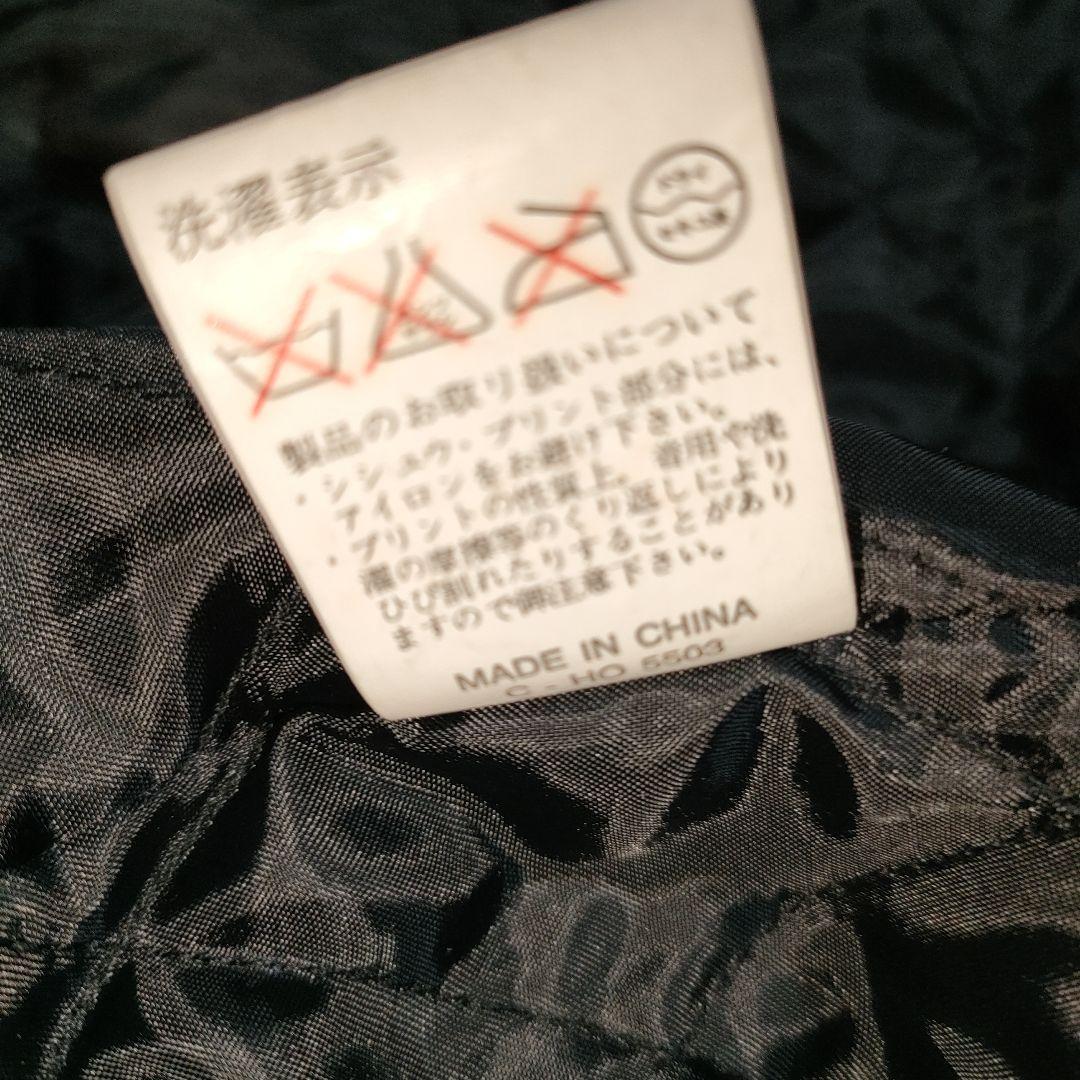 洗濯表示
製品のお取り扱いについて
・シシュウ・プリント部分には、
アイロンをお避け下さい。
・プリントの性質上、着用や洗
濯の摩擦等のくり返しにより
ひび割れたりすることがあり
ますので御注意下さい。
MADE IN CHINA
C - HO 5503